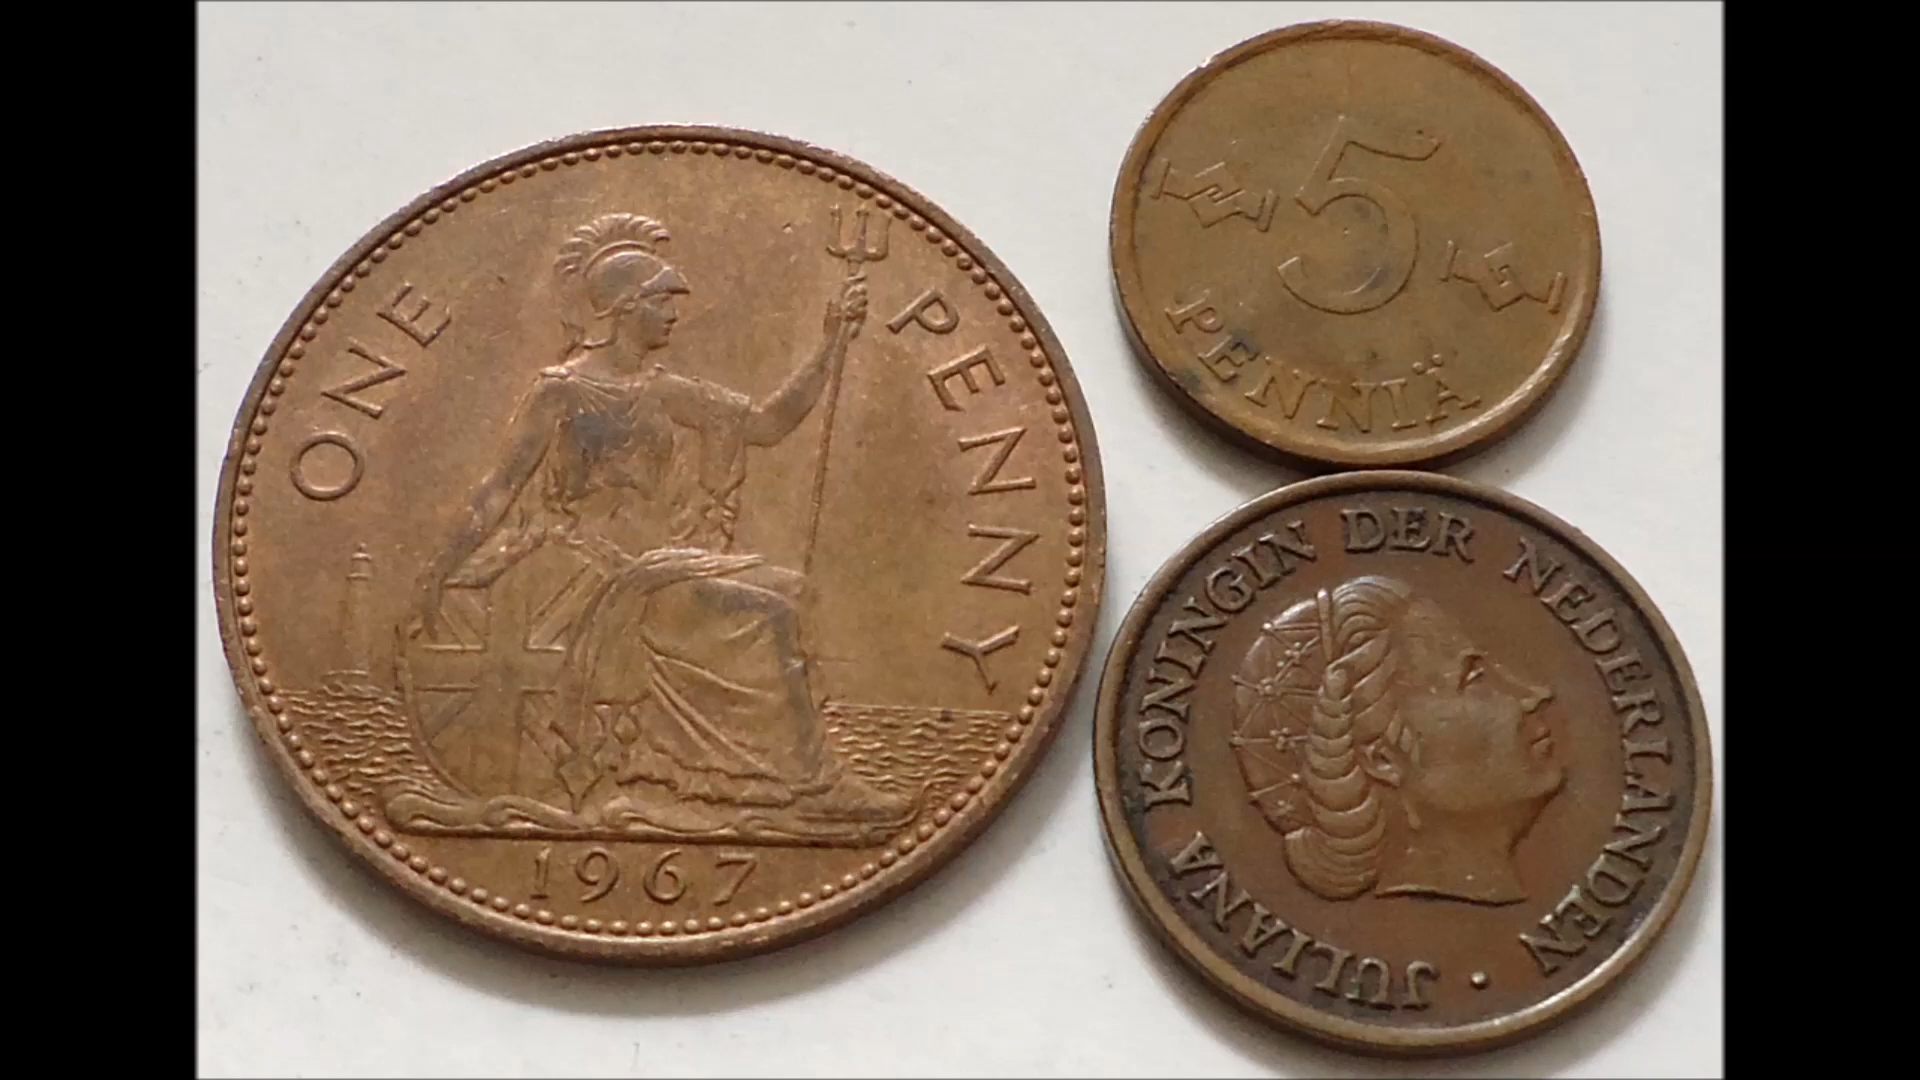 ONE PENNY
1967
5
PENNIÄ
JULIANA KONINGIN DER NEDERLANDEN